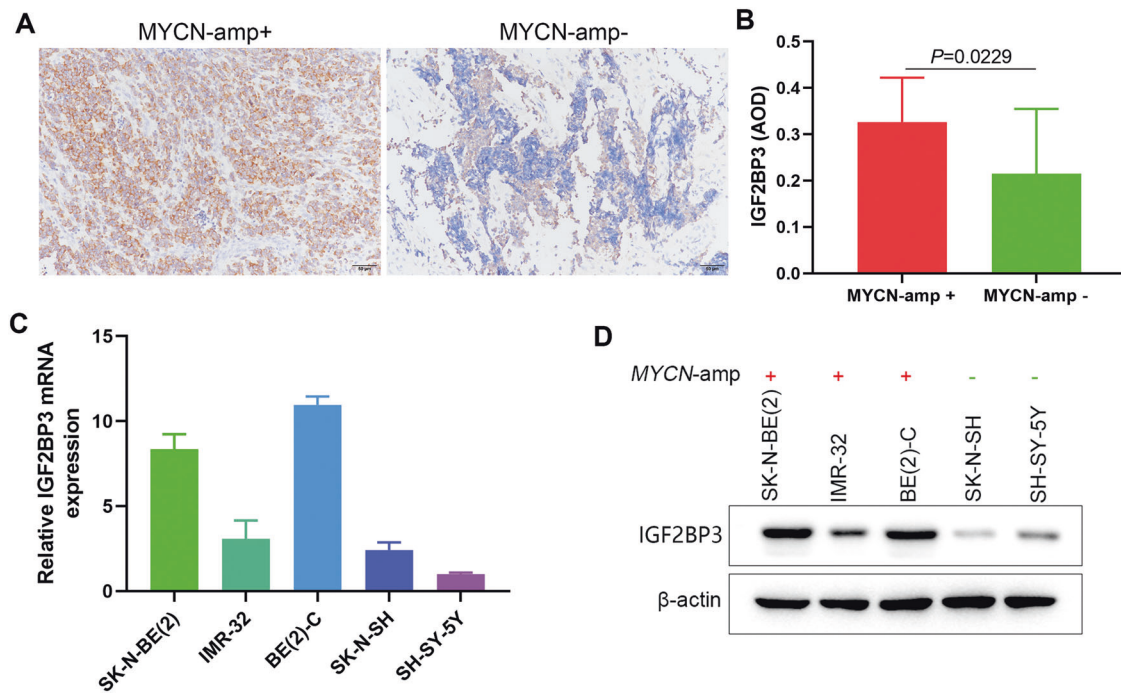 A
MYCN-amp+
MYCN-amp-
50 μm
B
IGF2BP3 (AOD)
0.5
0.4
0.3
0.2
0.1
0.0
P=0.0229
MYCN-amp +
MYCN-amp -
C
Relative IGF2BP3 mRNA
expression
15
10
5
0
SK-N-BE(2)
IMR-32
BE(2)-C
SK-N-SH
SH-SY-5Y
D
MYCN-amp + + + - -
SK-N-BE(2)
IMR-32
BE(2)-C
SK-N-SH
SH-SY-5Y
IGF2BP3
β-actin